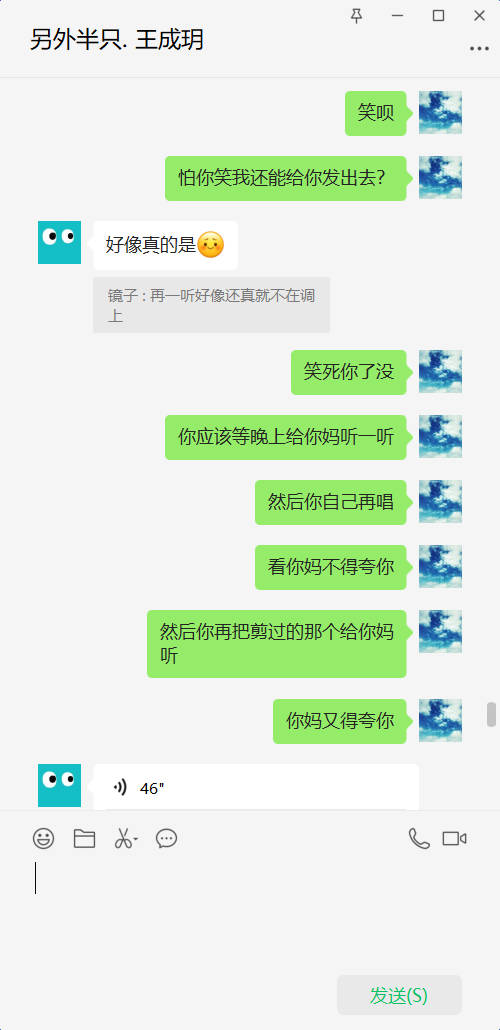 另外半只. 王成玥
笑呗
怕你笑我还能给你发出去?
好像真的是
镜子 : 再一听好像还真就不在调
上
笑死你了没
你应该等晚上给你妈听一听
然后你自己再唱
看你妈不得夸你
然后你再把剪过的那个给你妈
听
你妈又得夸你
46"
发送(S)